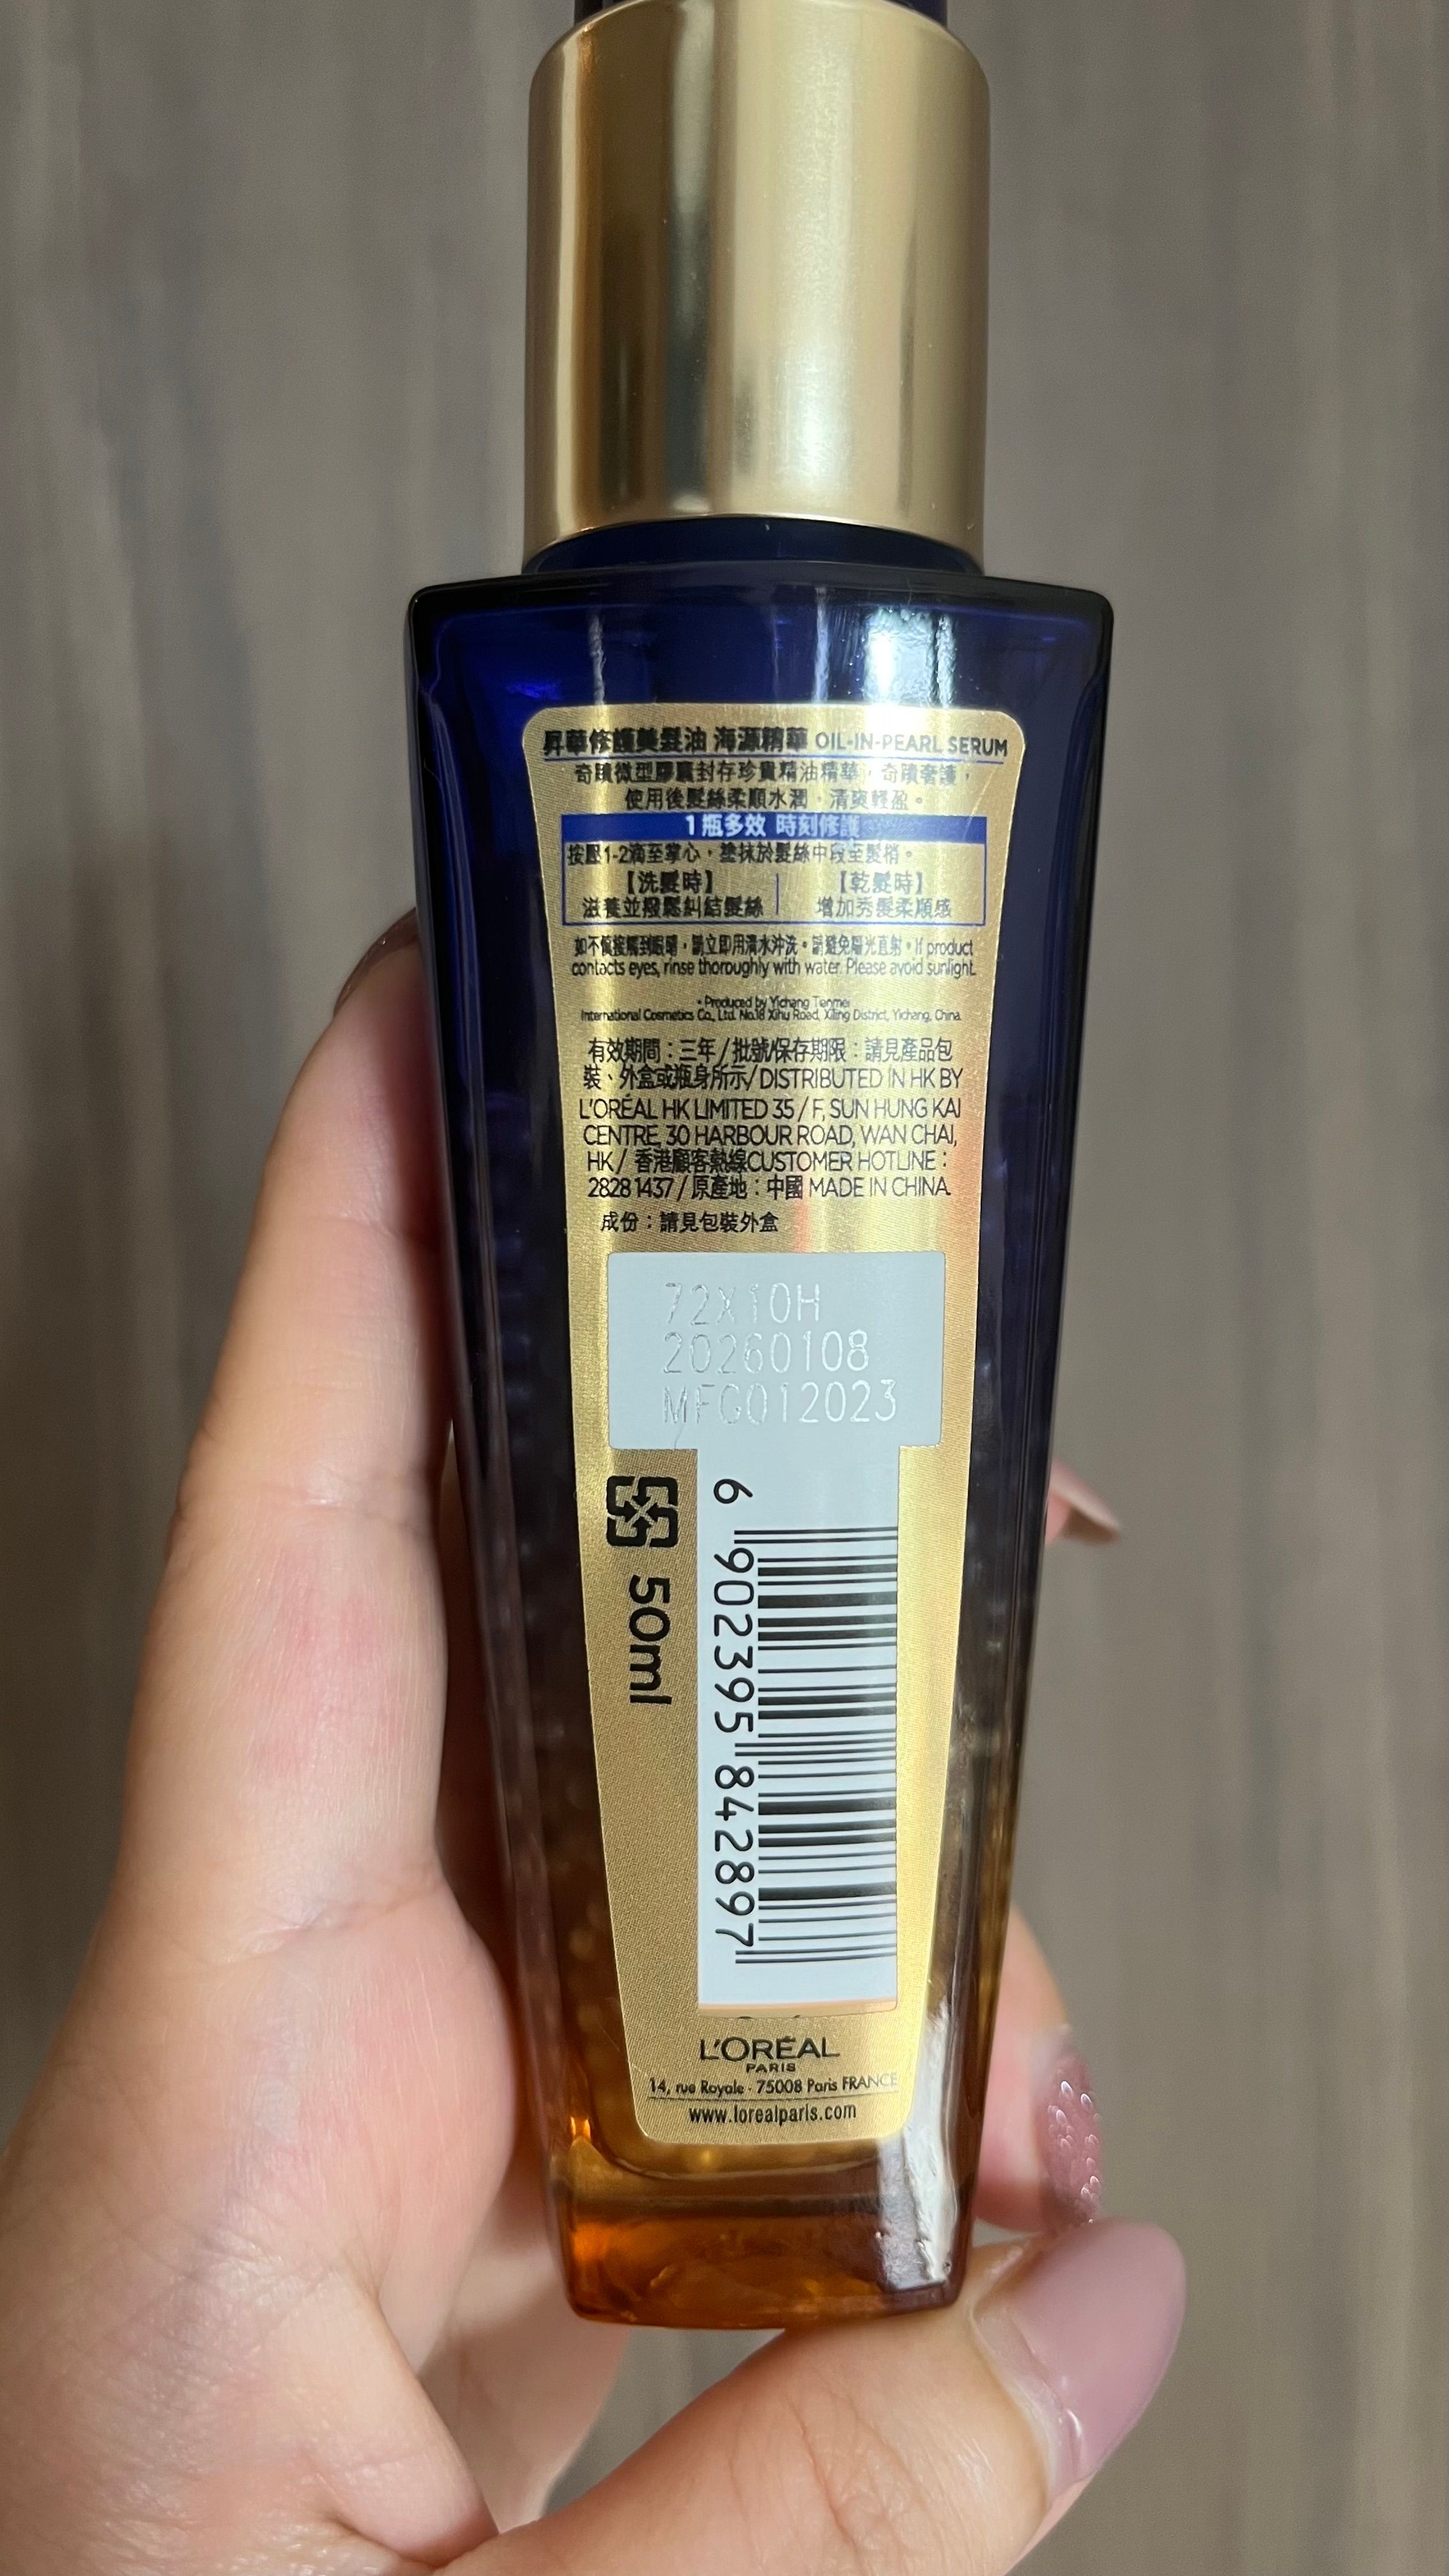 昇華修護美髮油 海源精華 OIL-IN-PEARL SERUM
奇蹟微型膠囊封存珍貴精油精華，奇蹟奢護，
使用後髮絲柔順水潤，清爽輕盈。
1 瓶多效 時刻修護
按壓1-2滴至掌心，塗抹於髮絲中段至髮梢。
【洗髮時】
滋養並撥鬆糾結髮絲
【乾髮時】
增加秀髮柔順感
如不慎接觸到眼睛，請立即用清水沖洗。請避免陽光直射。If product
contacts eyes, rinse thoroughly with water. Please avoid sunlight.
• Produced by Yichang Tianmei
International Cosmetics Co., Ltd. No.18 Xihu Road, Xiling District, Yichang, China.
有效期間：三年 / 批號/保存期限：請見產品包
裝、外盒或瓶身所示/ DISTRIBUTED IN HK BY
L'ORÉAL HK LIMITED 35 / F, SUN HUNG KAI
CENTRE, 30 HARBOUR ROAD, WAN CHAI,
HK / 香港顧客熱線CUSTOMER HOTLINE :
2828 1437 / 原產地：中國 MADE IN CHINA.
成份：請見包裝外盒
72X10H
20260108
MFG012023
50ml
6 902395 842897
L'ORÉAL
PARIS
14, rue Royale - 75008 Paris FRANCE
www.lorealparis.com